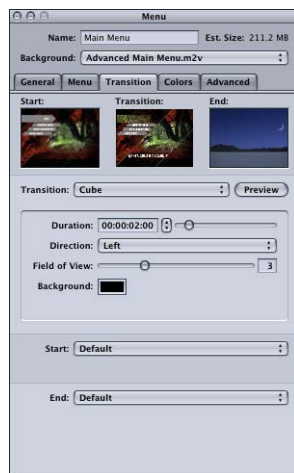 Menu
Name: Main Menu Est. Size: 211.2 MB
Background: Advanced Main Menu.m2v
General Menu Transition Colors Advanced
Start: Transition: End:
Transition: Cube Preview
Duration: 00:00:02:00
Direction: Left
Field of View: 3
Background:
Start: Default
End: Default